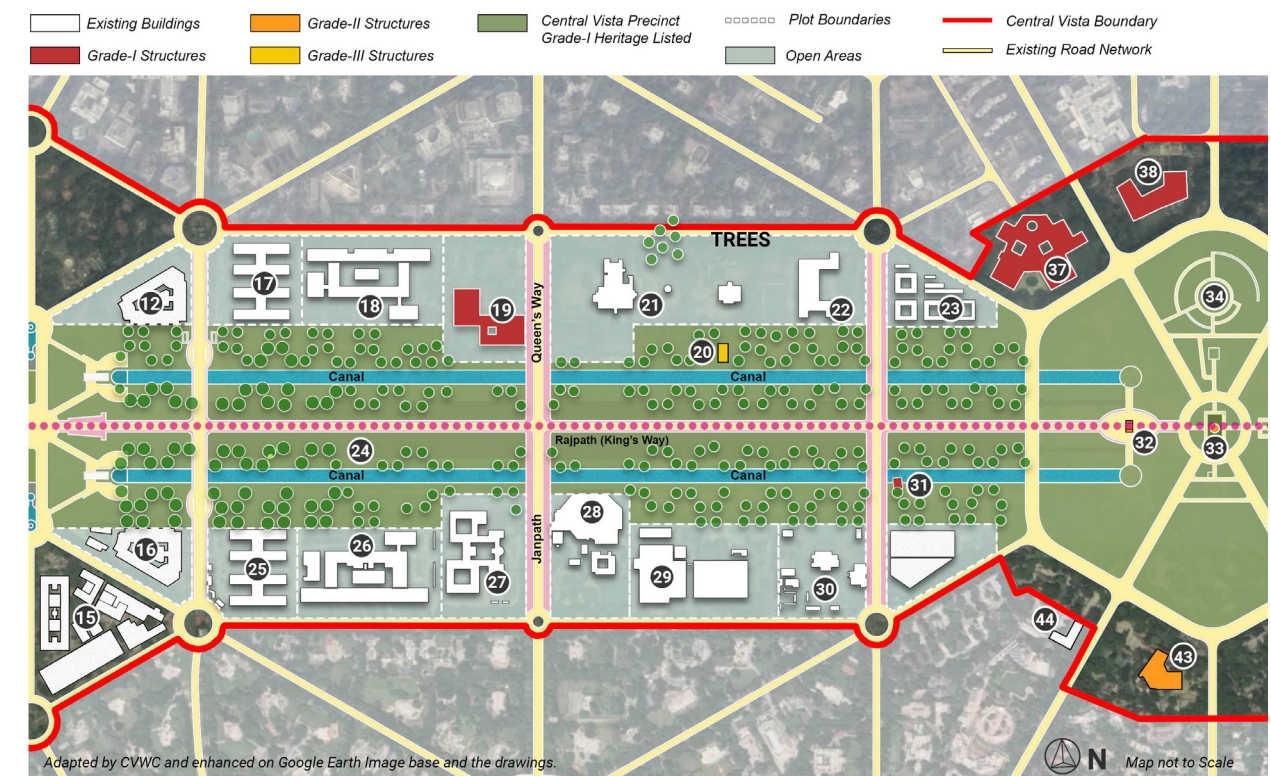 Existing Buildings
Grade-II Structures
Central Vista Precinct
Grade-I Heritage Listed
Plot Boundaries
Central Vista Boundary
Grade-I Structures
Grade-III Structures
Open Areas
Existing Road Network
38
37
TREES
12
17
18
19
Queen's Way
21
22
23
34
20
Canal
Canal
Rajpath (King's Way)
32
33
24
Canal
Canal
31
28
16
25
26
27
Janpath
29
30
15
44
43
Adapted by CVWC and enhanced on Google Earth Image base and the drawings.
N
Map not to Scale